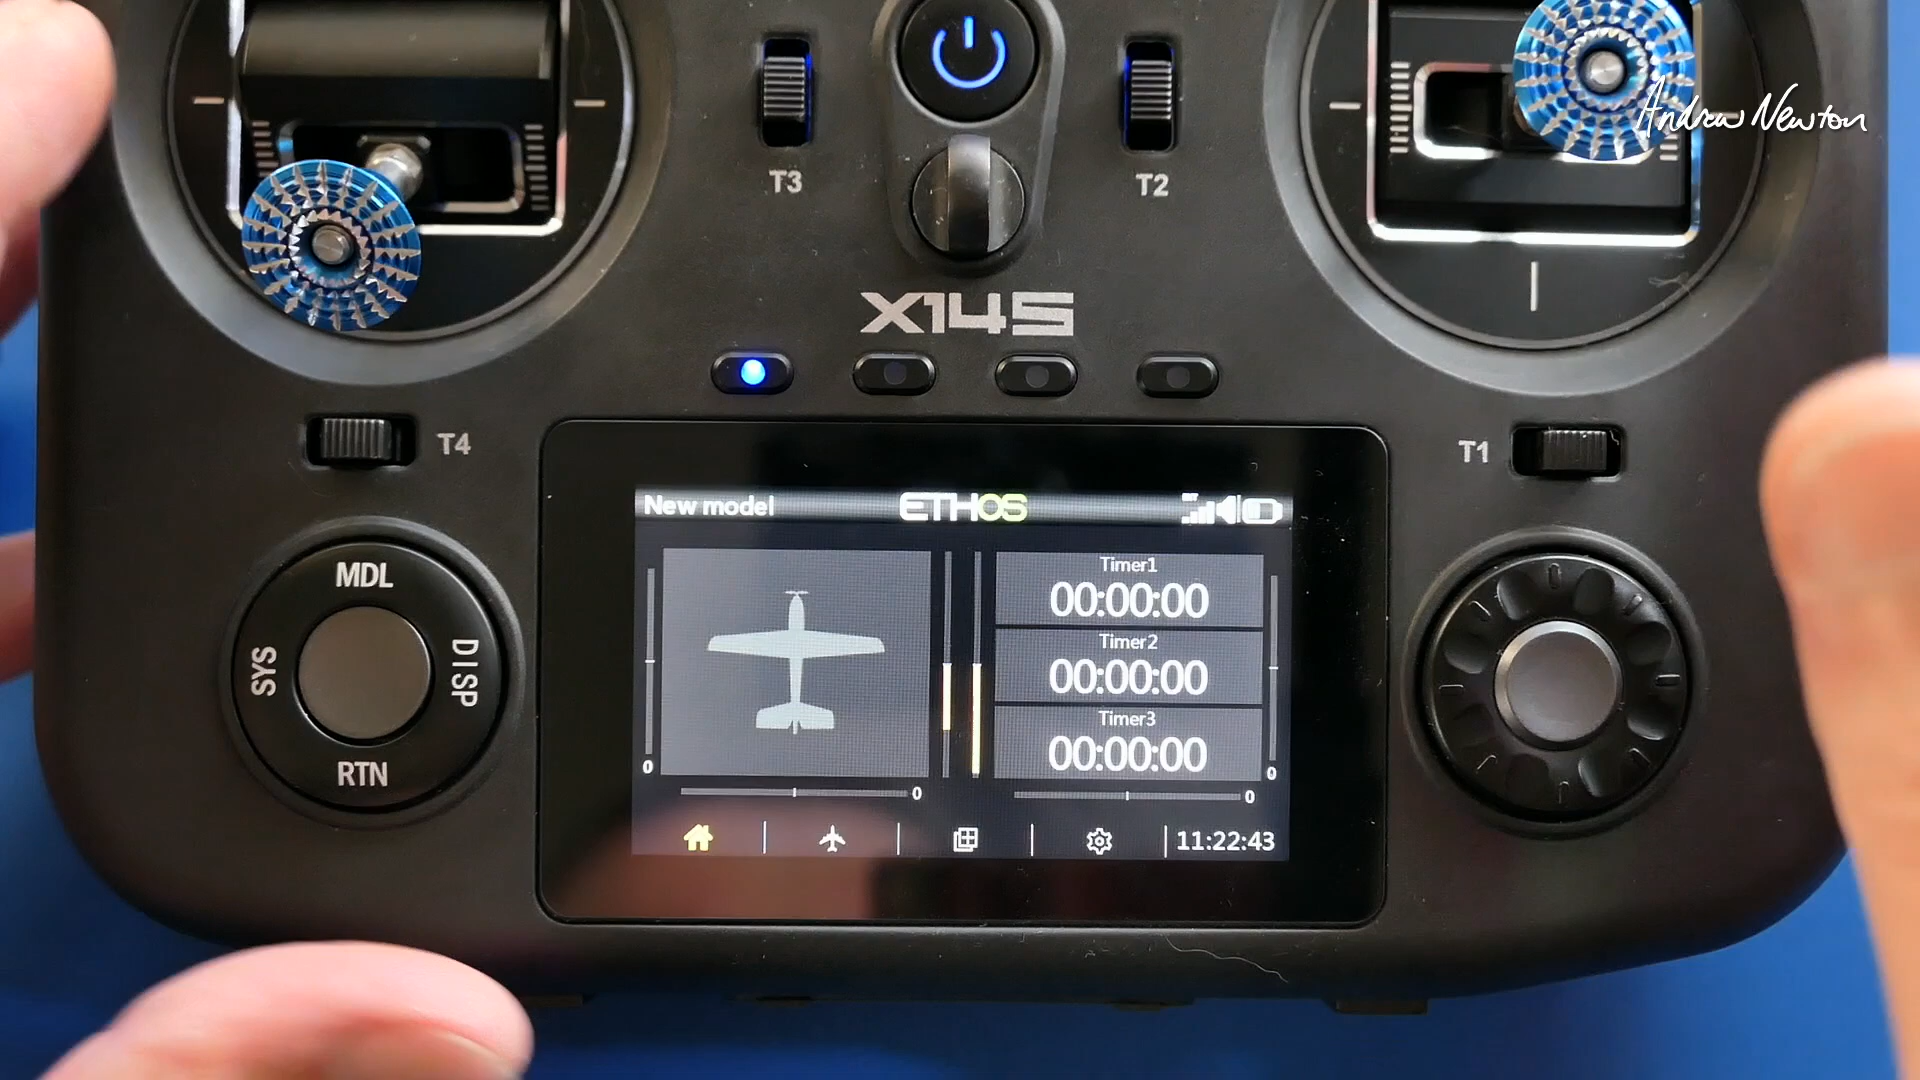 Andrew Newton
T3
T2
X14S
T4
T1
New model
ETHOS
MDL
SYS
DISP
RTN
Timer1
00:00:00
Timer2
00:00:00
Timer3
00:00:00
0
0
0
0
11:22:43